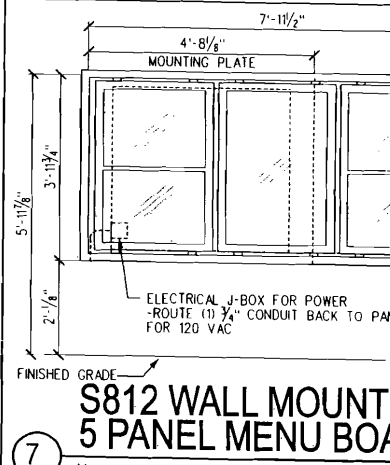 7'-11½"
4'-8⅛"
MOUNTING PLATE
5'-11⅞"
3'-11¾"
2'-⅛"
ELECTRICAL J-BOX FOR POWER
-ROUTE (1) ¾" CONDUIT BACK TO PAN
FOR 120 VAC
FINISHED GRADE
S812 WALL MOUNT
5 PANEL MENU BOA
7